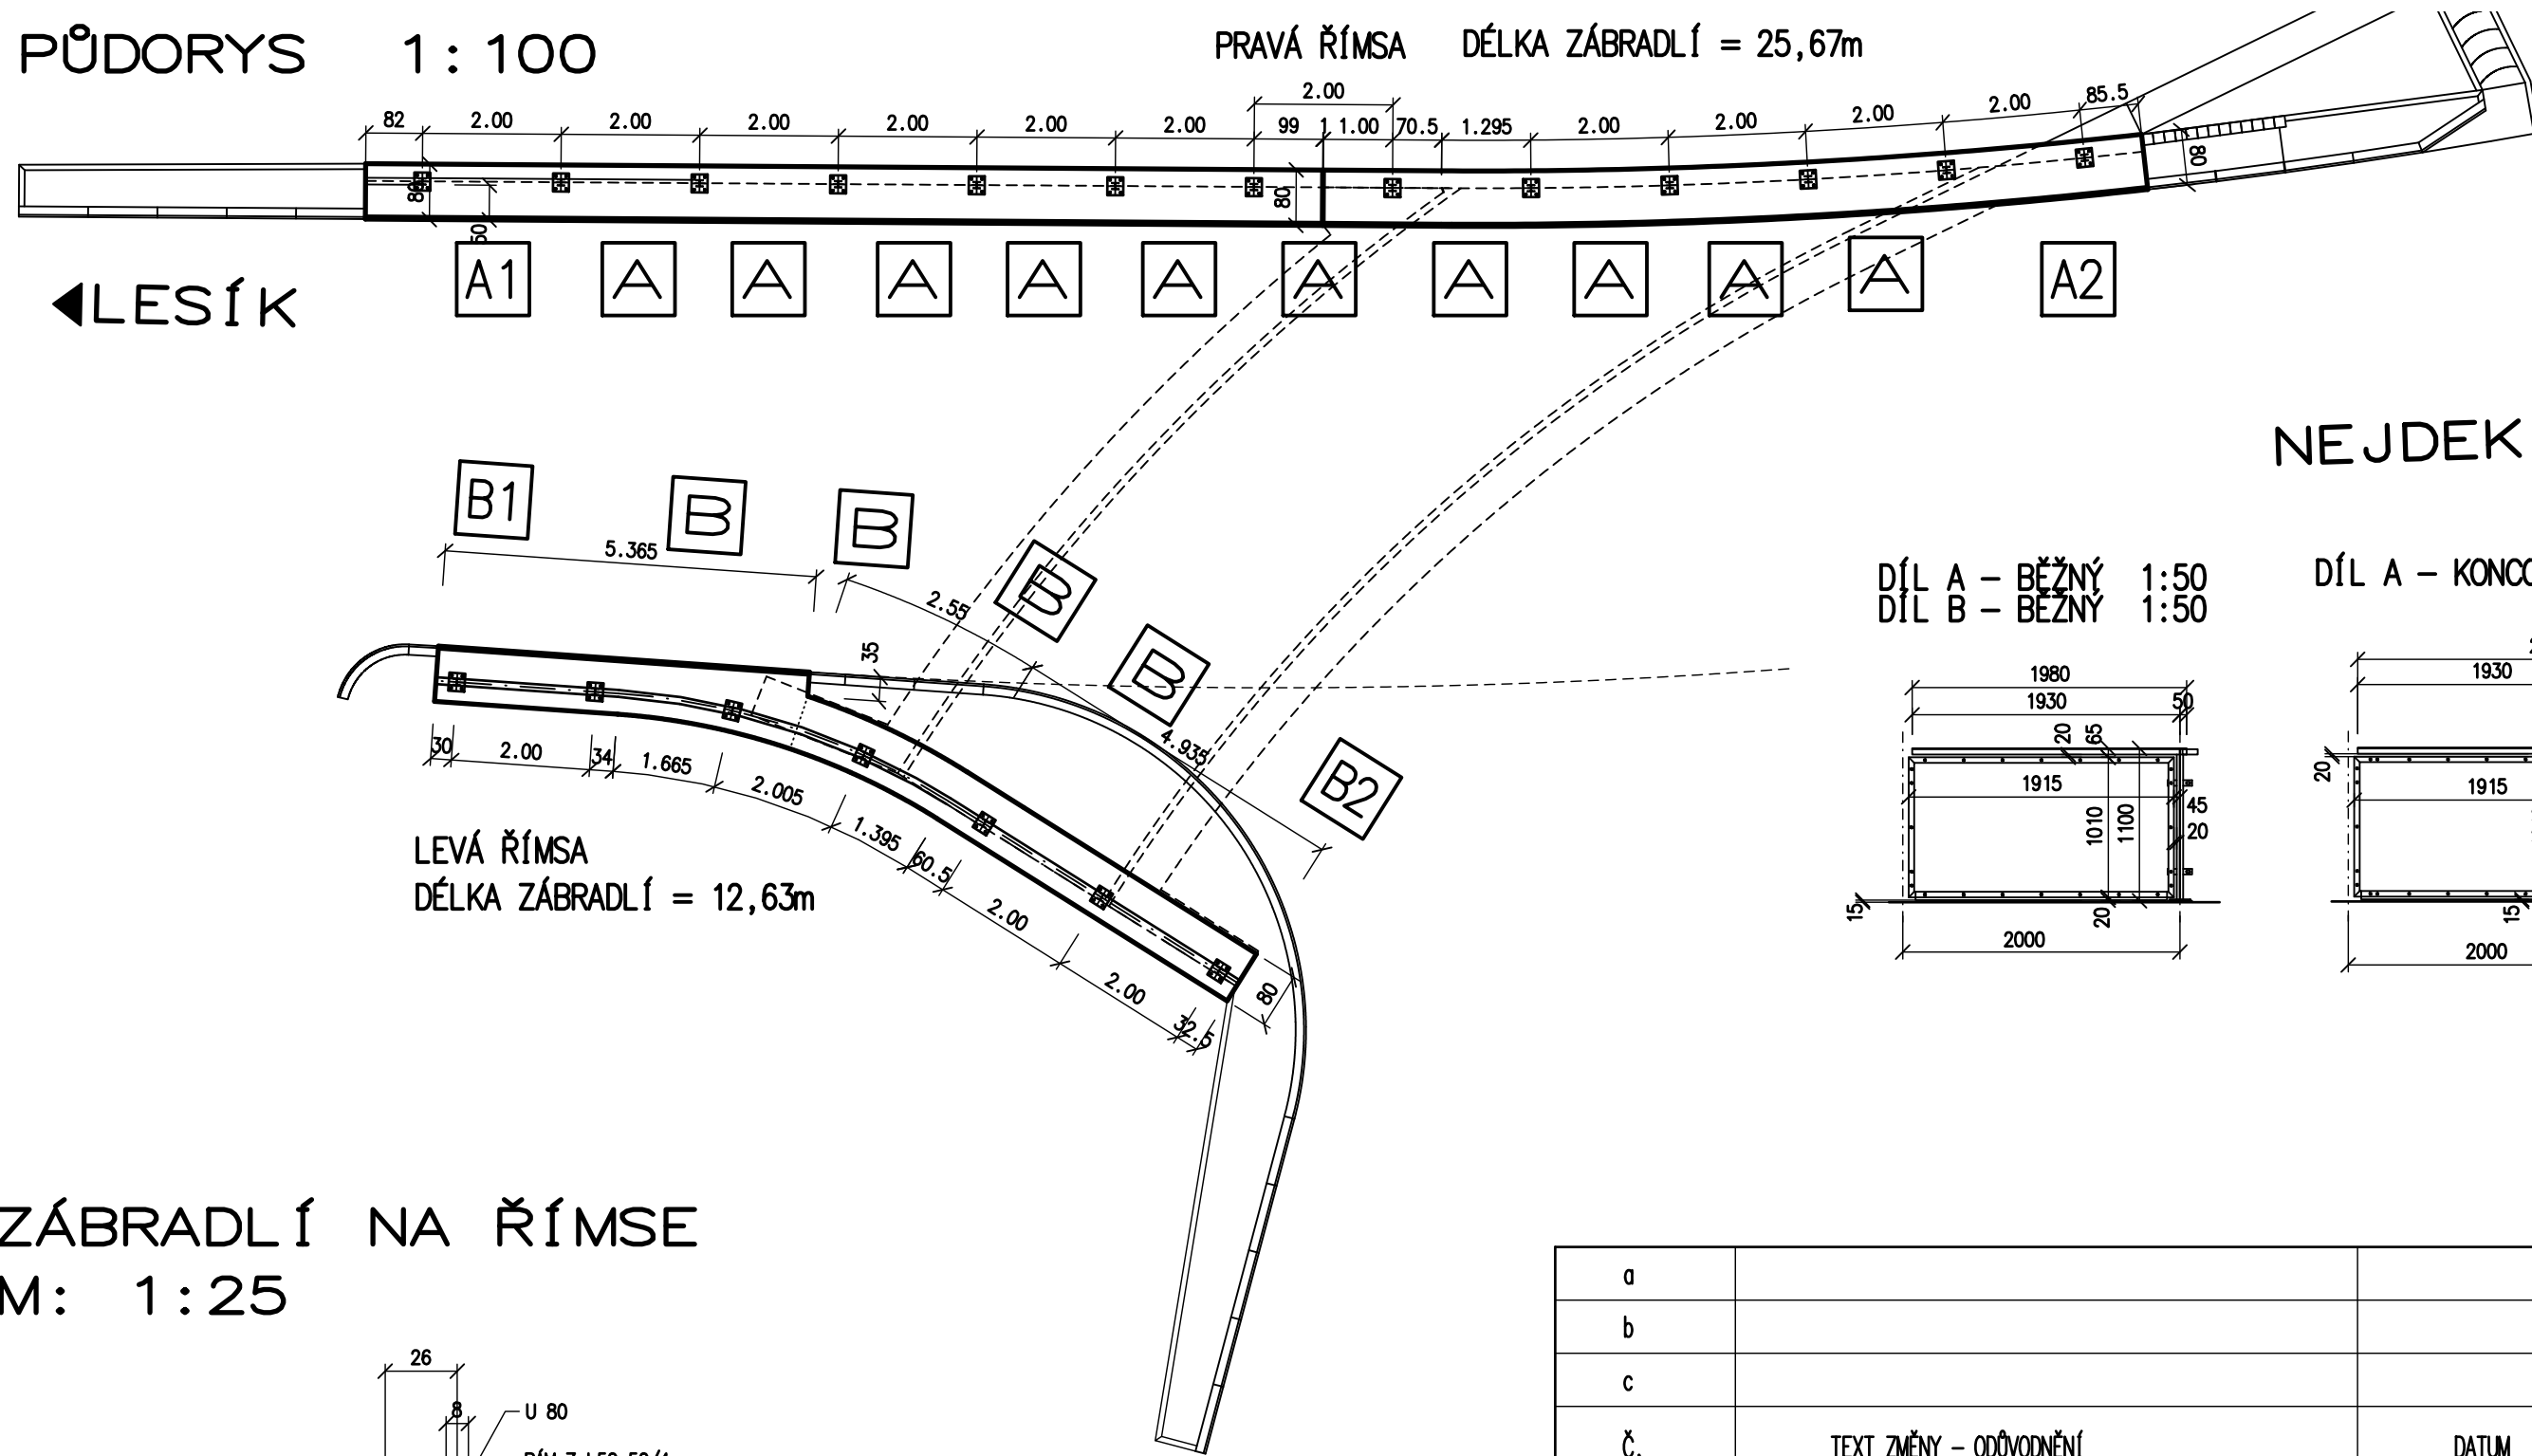 PŮDORYS 1:100
PRAVÁ ŘÍMSA DÉLKA ZÁBRADLÍ = 25,67m
2.00
82 2.00 2.00 2.00 2.00 2.00 2.00 99 1 1.00 70.5 1.295 2.00 2.00 2.00 2.00 85.5
80 80 80
A1 A A A A A A A A A A A2
LESÍK
NEJDEK
B1 B B B B B2
5.365
2.55
35
4.935
30 2.00 34 1.665 2.005 1.395 60.5 2.00 2.00 32.5
80
LEVÁ ŘÍMSA
DÉLKA ZÁBRADLÍ = 12,63m
DÍL A - BĚŽNÝ 1:50
DÍL B - BĚŽNÝ 1:50
1980
1930 50
20 65
1915
45
20
1010 1100
15
20
2000
DÍL A -
1930
20
1915
15
2000
ZÁBRADLÍ NA ŘÍMSE
M: 1:25
26
8
U 80
a
b
c
Č. TEXT ZMĚNY - ODŮVODNĚNÍ DATUM